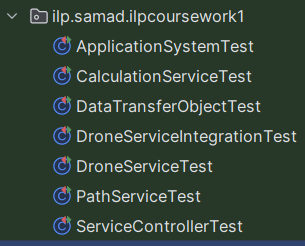 ilp.samad.ilpcoursework1
ApplicationSystemTest
CalculationServiceTest
DataTransferObjectTest
DroneServiceIntegrationTest
DroneServiceTest
PathServiceTest
ServiceControllerTest